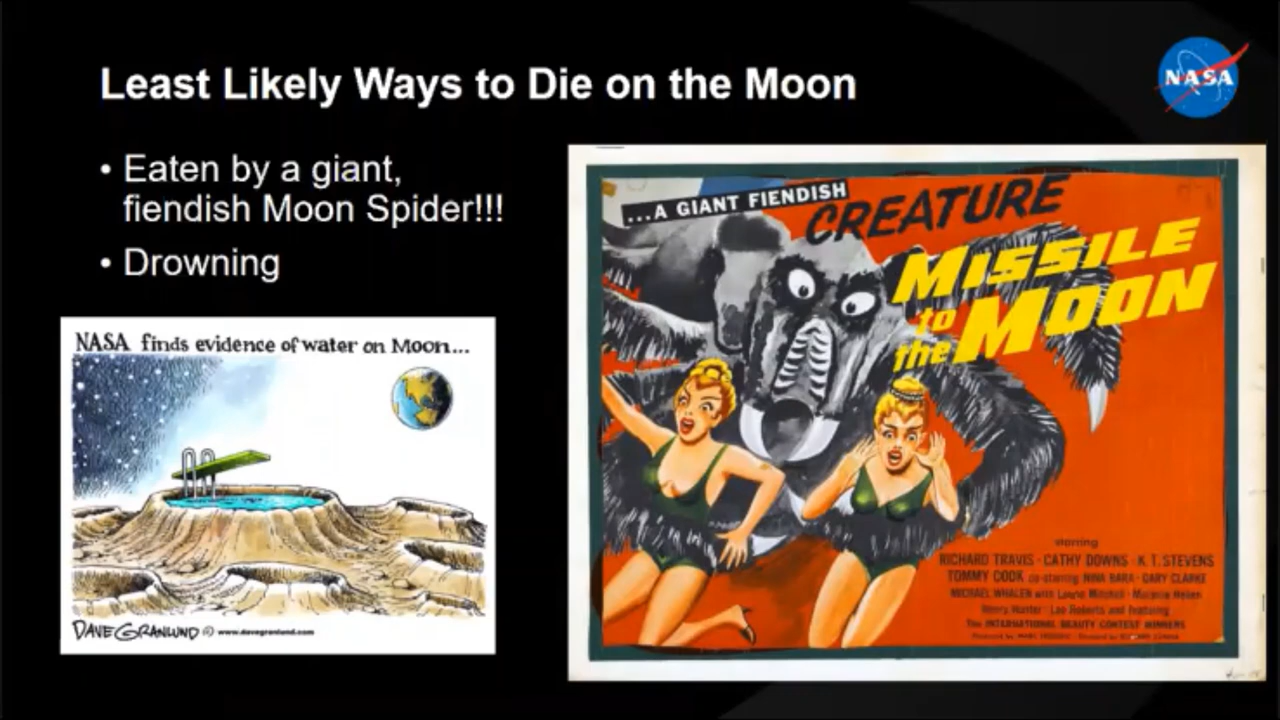 Least Likely Ways to Die on the Moon
NASA
• Eaten by a giant,
fiendish Moon Spider!!!
• Drowning
NASA finds evidence of water on Moon...
DAVE GRANLUND © www.davegranlund.com
...A GIANT FIENDISH
CREATURE
MISSILE
to
the MOON
starring
RICHARD TRAVIS · CATHY DOWNS · K.T. STEVENS
TOMMY COOK co-starring NINA BARA · GARY CLARKE
MICHAEL WHALEN with Laurie Mitchell ·
Henry Hunter · Lee Roberts and featuring
The INTERNATIONAL BEAUTY CONTEST WINNERS